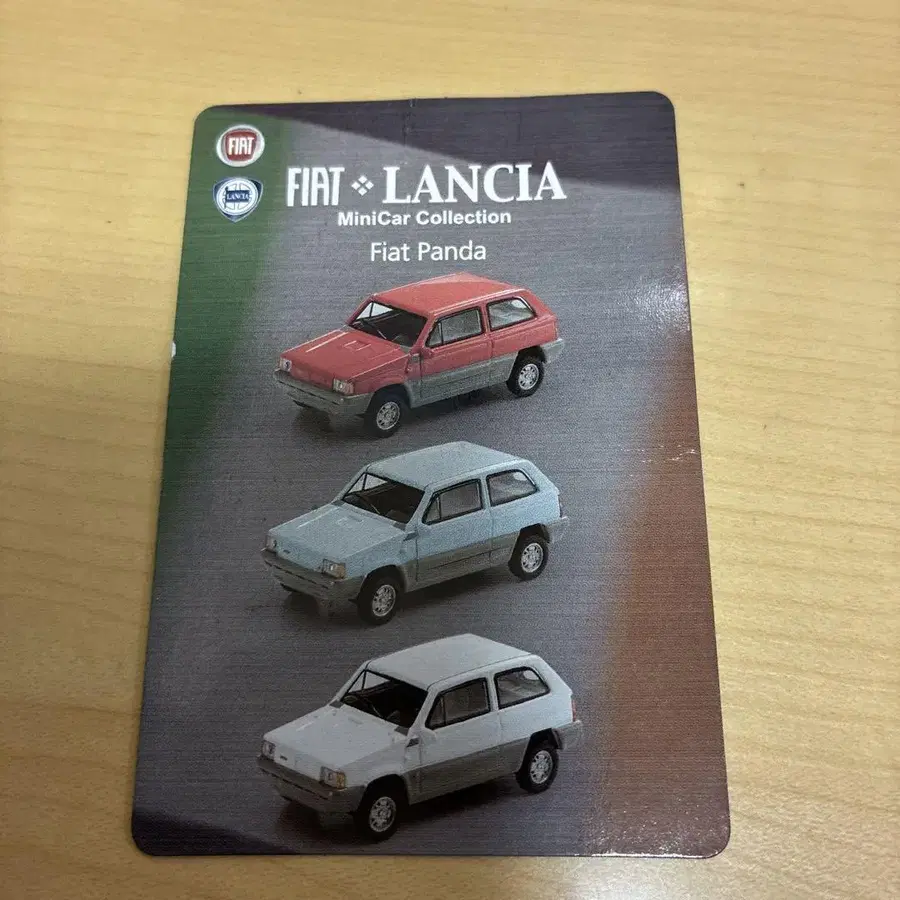 FIAT
LANCIA
FIAT ❖ LANCIA
MiniCar Collection
Fiat Panda